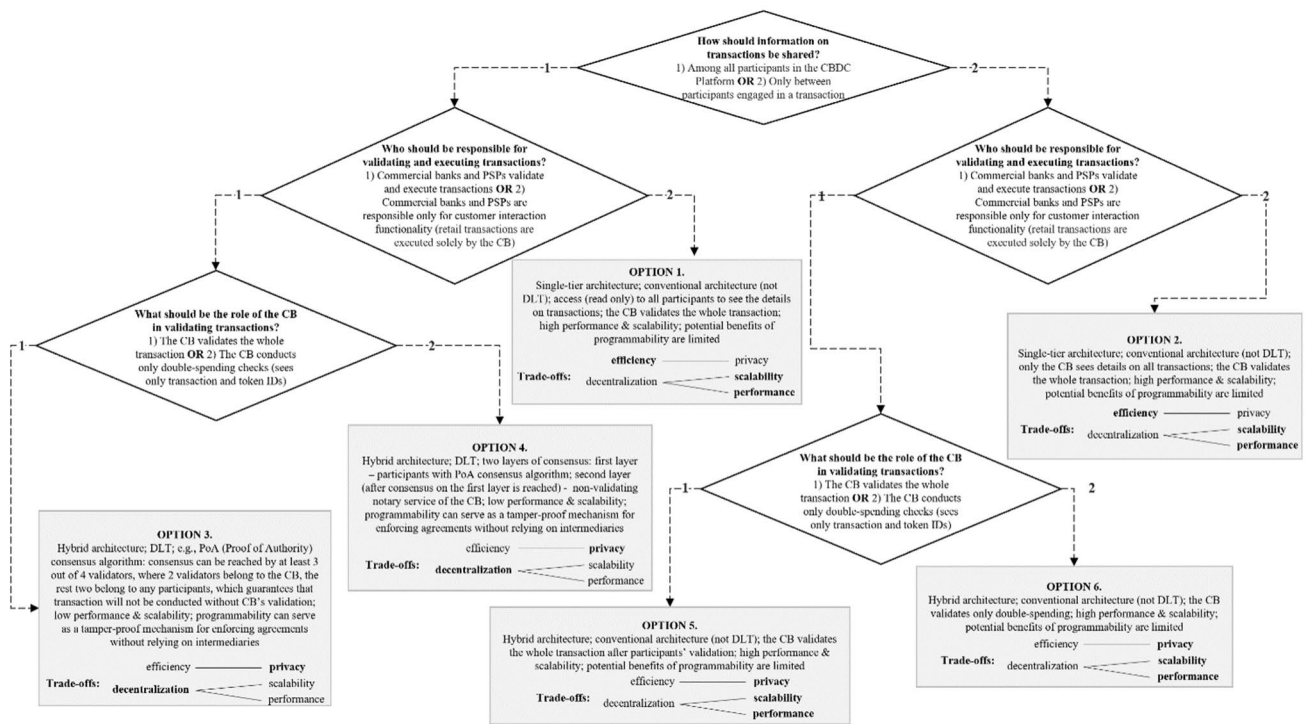 How should information on
transactions be shared?
1) Among all participants in the CBDC
Platform OR 2) Only between
participants engaged in a transaction
1
2
Who should be responsible for
validating and executing transactions?
1) Commercial banks and PSPs validate
and execute transactions OR 2)
Commercial banks and PSPs are
responsible only for customer interaction
functionality (retail transactions are
executed solely by the CB)
1
2
Who should be responsible for
validating and executing transactions?
1) Commercial banks and PSPs validate
and execute transactions OR 2)
Commercial banks and PSPs are
responsible only for customer interaction
functionality (retail transactions are
executed solely by the CB)
1
2
OPTION 1.
Single-tier architecture; conventional architecture (not
DLT); access (read only) to all participants to see the details
on transactions; the CB validates the whole transaction;
high performance & scalability; potential benefits of
programmability are limited
efficiency privacy
Trade-offs: decentralization scalability
performance
What should be the role of the CB
in validating transactions?
1) The CB validates the whole
transaction OR 2) The CB conducts
only double-spending checks (sees
only transaction and token IDs)
1
2
OPTION 2.
Single-tier architecture; conventional architecture (not DLT);
only the CB sees details on all transactions; the CB validates
the whole transaction; high performance & scalability;
potential benefits of programmability are limited
efficiency privacy
Trade-offs: decentralization scalability
performance
OPTION 4.
Hybrid architecture; DLT; two layers of consensus: first layer
– participants with PoA consensus algorithm; second layer
(after consensus on the first layer is reached) - non-validating
notary service of the CB; low performance & scalability;
programmability can serve as a tamper-proof mechanism for
enforcing agreements without relying on intermediaries
efficiency privacy
Trade-offs: decentralization scalability
performance
What should be the role of the CB
in validating transactions?
1) The CB validates the whole
transaction OR 2) The CB conducts
only double-spending checks (sees
only transaction and token IDs)
1
2
OPTION 3.
Hybrid architecture; DLT; e.g., PoA (Proof of Authority)
consensus algorithm: consensus can be reached by at least 3
out of 4 validators, where 2 validators belong to the CB, the
rest two belong to any participants, which guarantees that
transaction will not be conducted without CB's validation;
low performance & scalability; programmability can serve
as a tamper-proof mechanism for enforcing agreements
without relying on intermediaries
efficiency privacy
Trade-offs: decentralization scalability
performance
OPTION 5.
Hybrid architecture; conventional architecture (not DLT); the CB validates
the whole transaction after participants' validation; high performance &
scalability; potential benefits of programmability are limited
efficiency privacy
Trade-offs: decentralization scalability
performance
OPTION 6.
Hybrid architecture; conventional architecture (not DLT); the CB
validates only double-spending; high performance & scalability;
potential benefits of programmability are limited
efficiency privacy
Trade-offs: decentralization scalability
performance